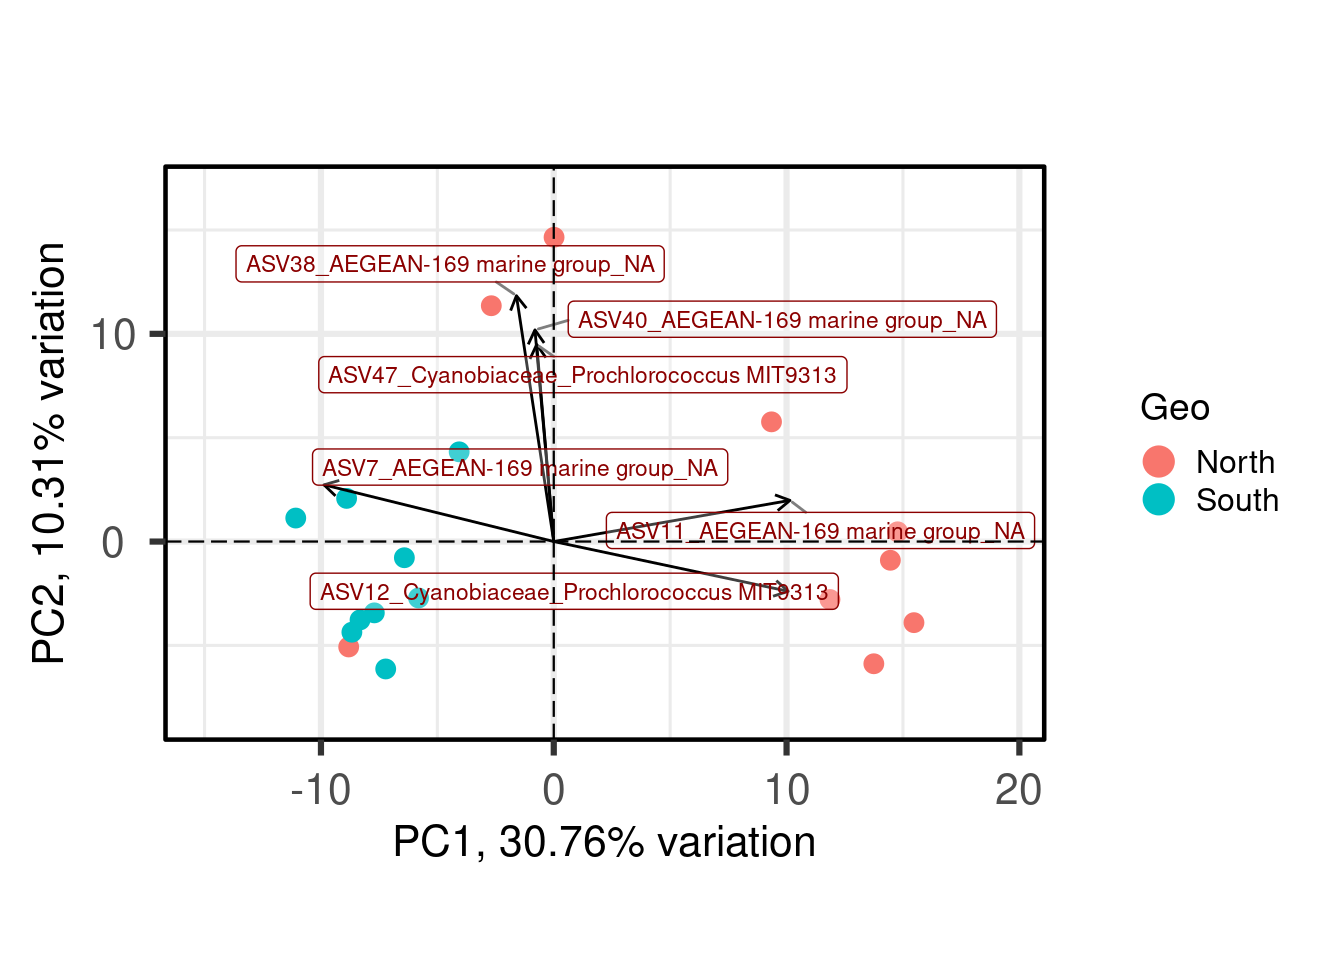 ASV38_AEGEAN-169 marine group_NA
ASV40_AEGEAN-169 marine group_NA
ASV47_Cyanobiaceae_Prochlorococcus MIT9313
ASV7_AEGEAN-169 marine group_NA
ASV11_AEGEAN-169 marine group_NA
ASV12_Cyanobiaceae_Prochlorococcus MIT9313
10
0
PC2, 10.31% variation
-10
0
10
20
PC1, 30.76% variation
Geo
North
South